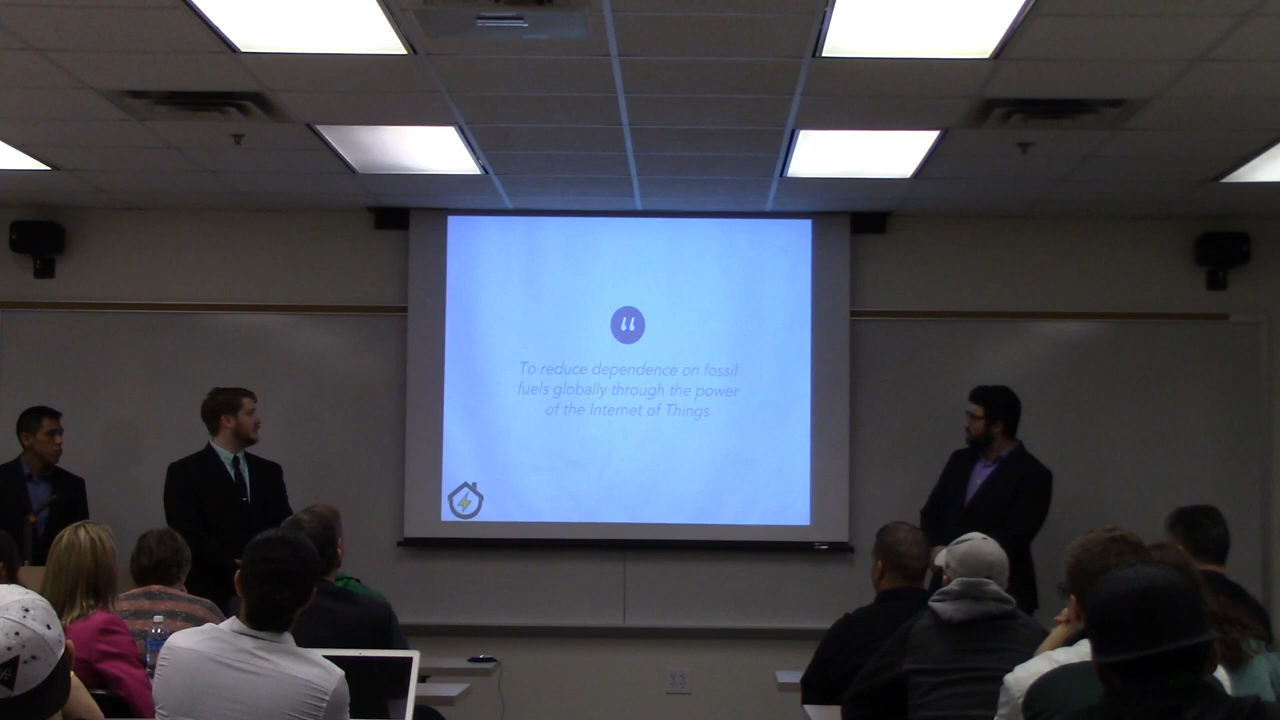 “
To reduce dependence on fossil
fuels globally through the power
of the Internet of Things